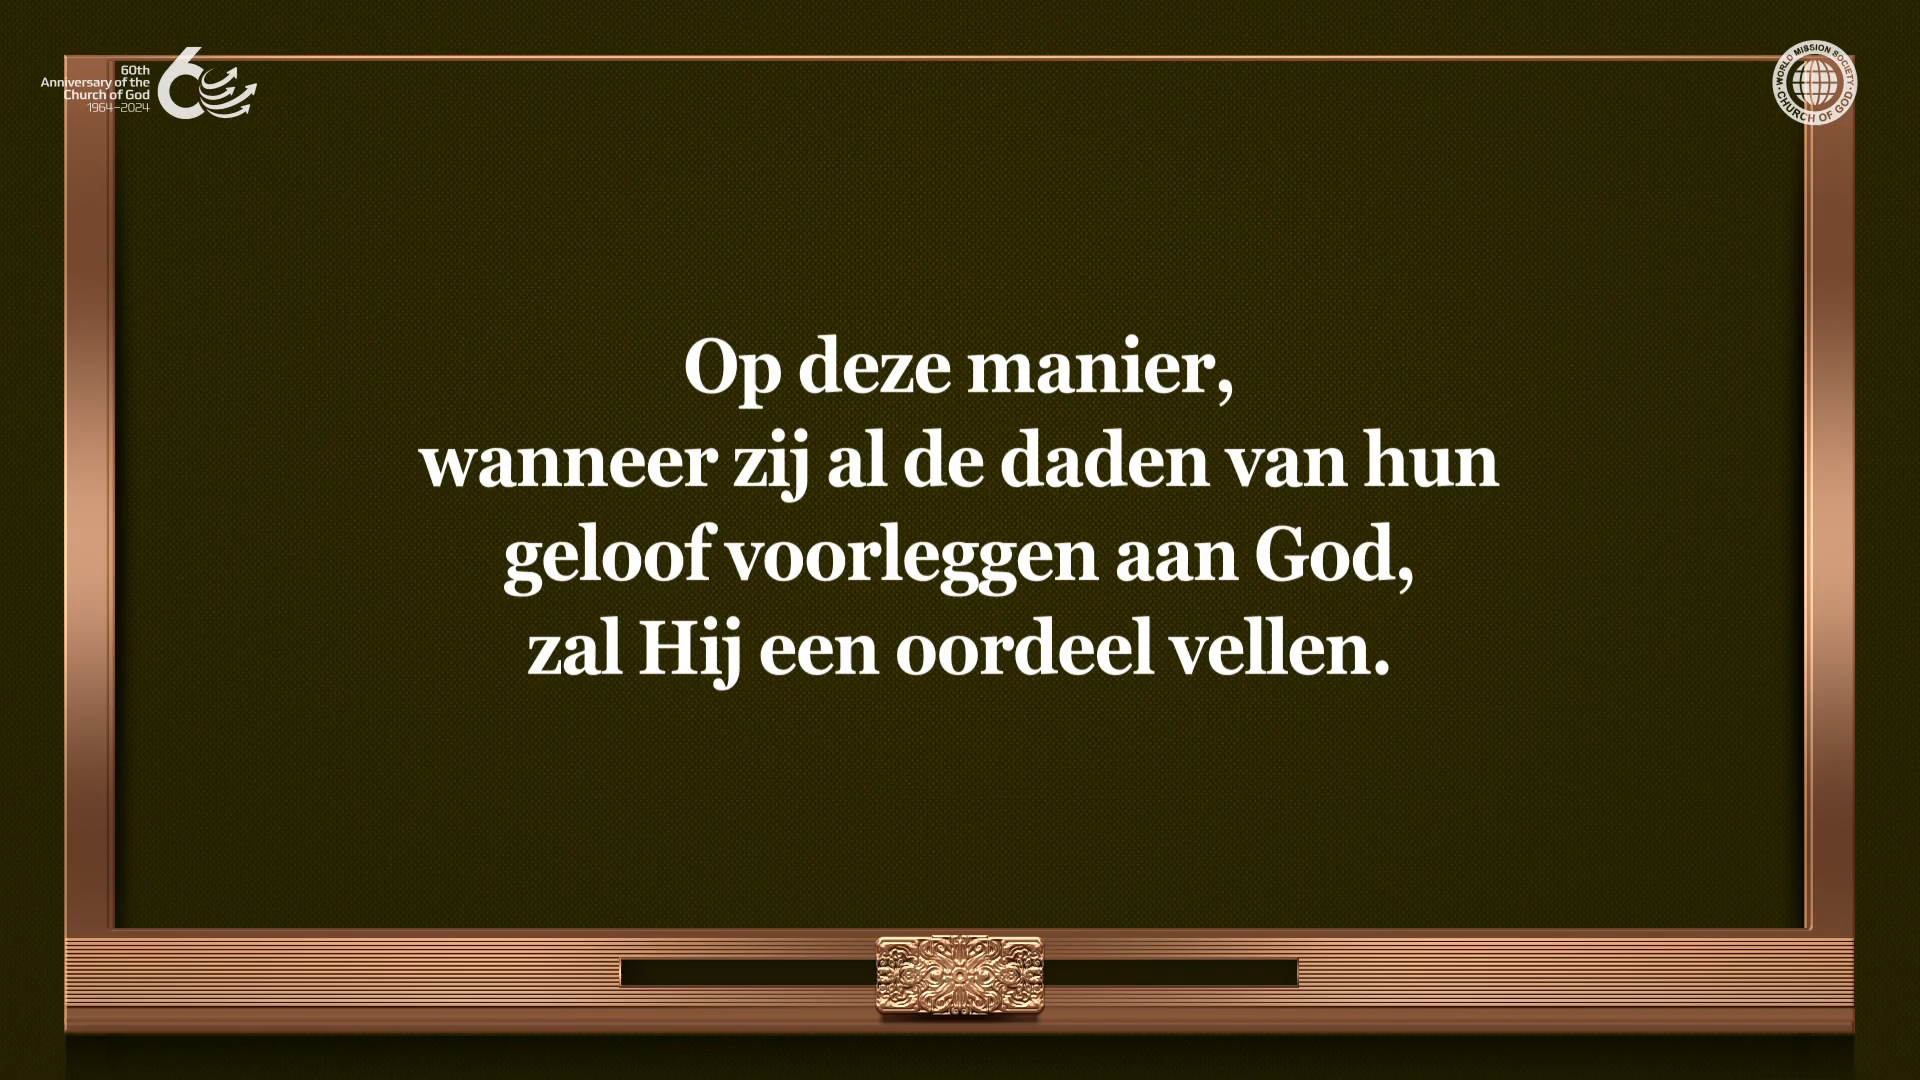 60th
Anniversary of the
Church of God
1964–2024
WORLD MISSION SOCIETY
CHURCH OF GOD
Op deze manier,
wanneer zij al de daden van hun
geloof voorleggen aan God,
zal Hij een oordeel vellen.